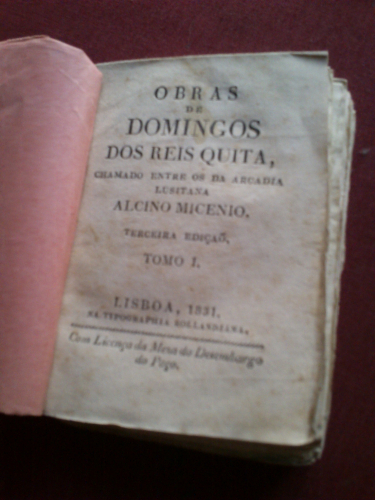 OBRAS
DE
DOMINGOS
DOS REIS QUITA,
CHAMADO ENTRE OS DA ARCADIA
LUSITANA
ALCINO MICENIO,
TERCEIRA EDIÇAÕ,
TOMO I.
LISBOA, 1831.
NA TYPOGRAPHIA ROLLANDIANA,
Com Licença da Mesa do Desembargo
do Paço.